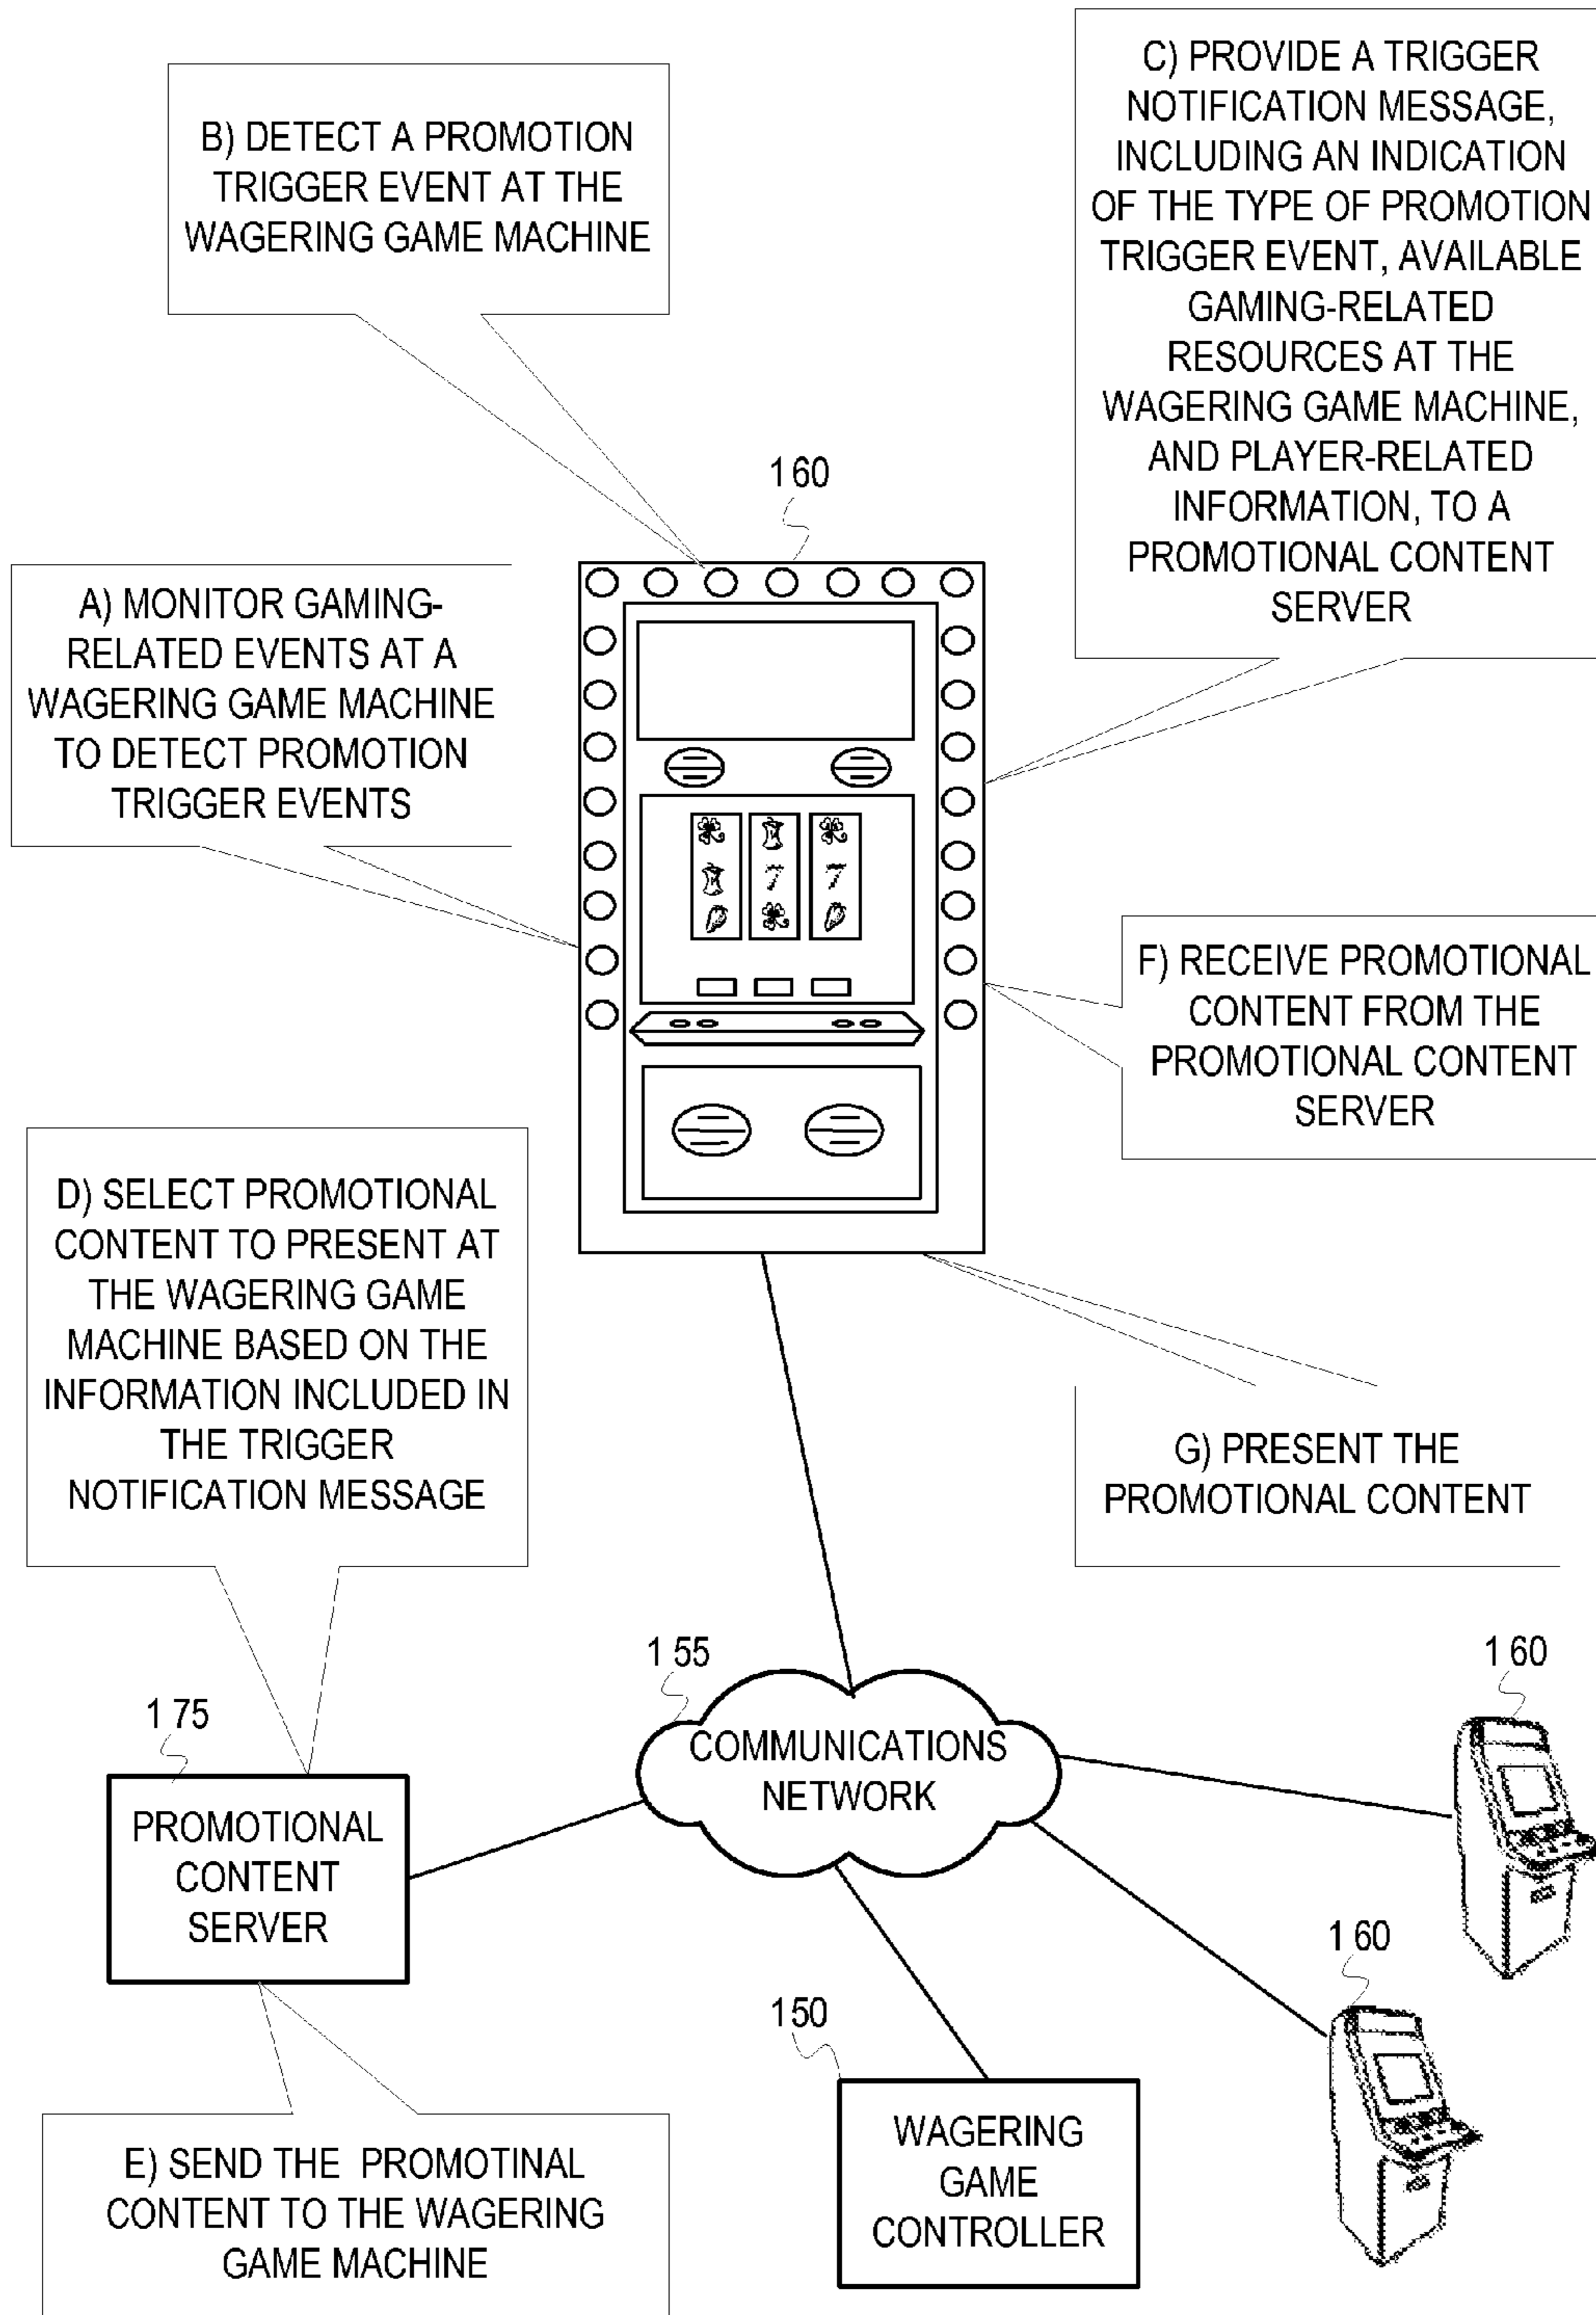 B) DETECT A PROMOTION
TRIGGER EVENT AT THE
WAGERING GAME MACHINE
C) PROVIDE A TRIGGER
NOTIFICATION MESSAGE,
INCLUDING AN INDICATION
OF THE TYPE OF PROMOTION
TRIGGER EVENT, AVAILABLE
GAMING-RELATED
RESOURCES AT THE
WAGERING GAME MACHINE,
AND PLAYER-RELATED
INFORMATION, TO A
PROMOTIONAL CONTENT
SERVER
160
A) MONITOR GAMING-
RELATED EVENTS AT A
WAGERING GAME MACHINE
TO DETECT PROMOTION
TRIGGER EVENTS
7 7
F) RECEIVE PROMOTIONAL
CONTENT FROM THE
PROMOTIONAL CONTENT
SERVER
D) SELECT PROMOTIONAL
CONTENT TO PRESENT AT
THE WAGERING GAME
MACHINE BASED ON THE
INFORMATION INCLUDED IN
THE TRIGGER
NOTIFICATION MESSAGE
G) PRESENT THE
PROMOTIONAL CONTENT
175
PROMOTIONAL
CONTENT
SERVER
155
COMMUNICATIONS
NETWORK
160
160
E) SEND THE PROMOTINAL
CONTENT TO THE WAGERING
GAME MACHINE
150
WAGERING
GAME
CONTROLLER